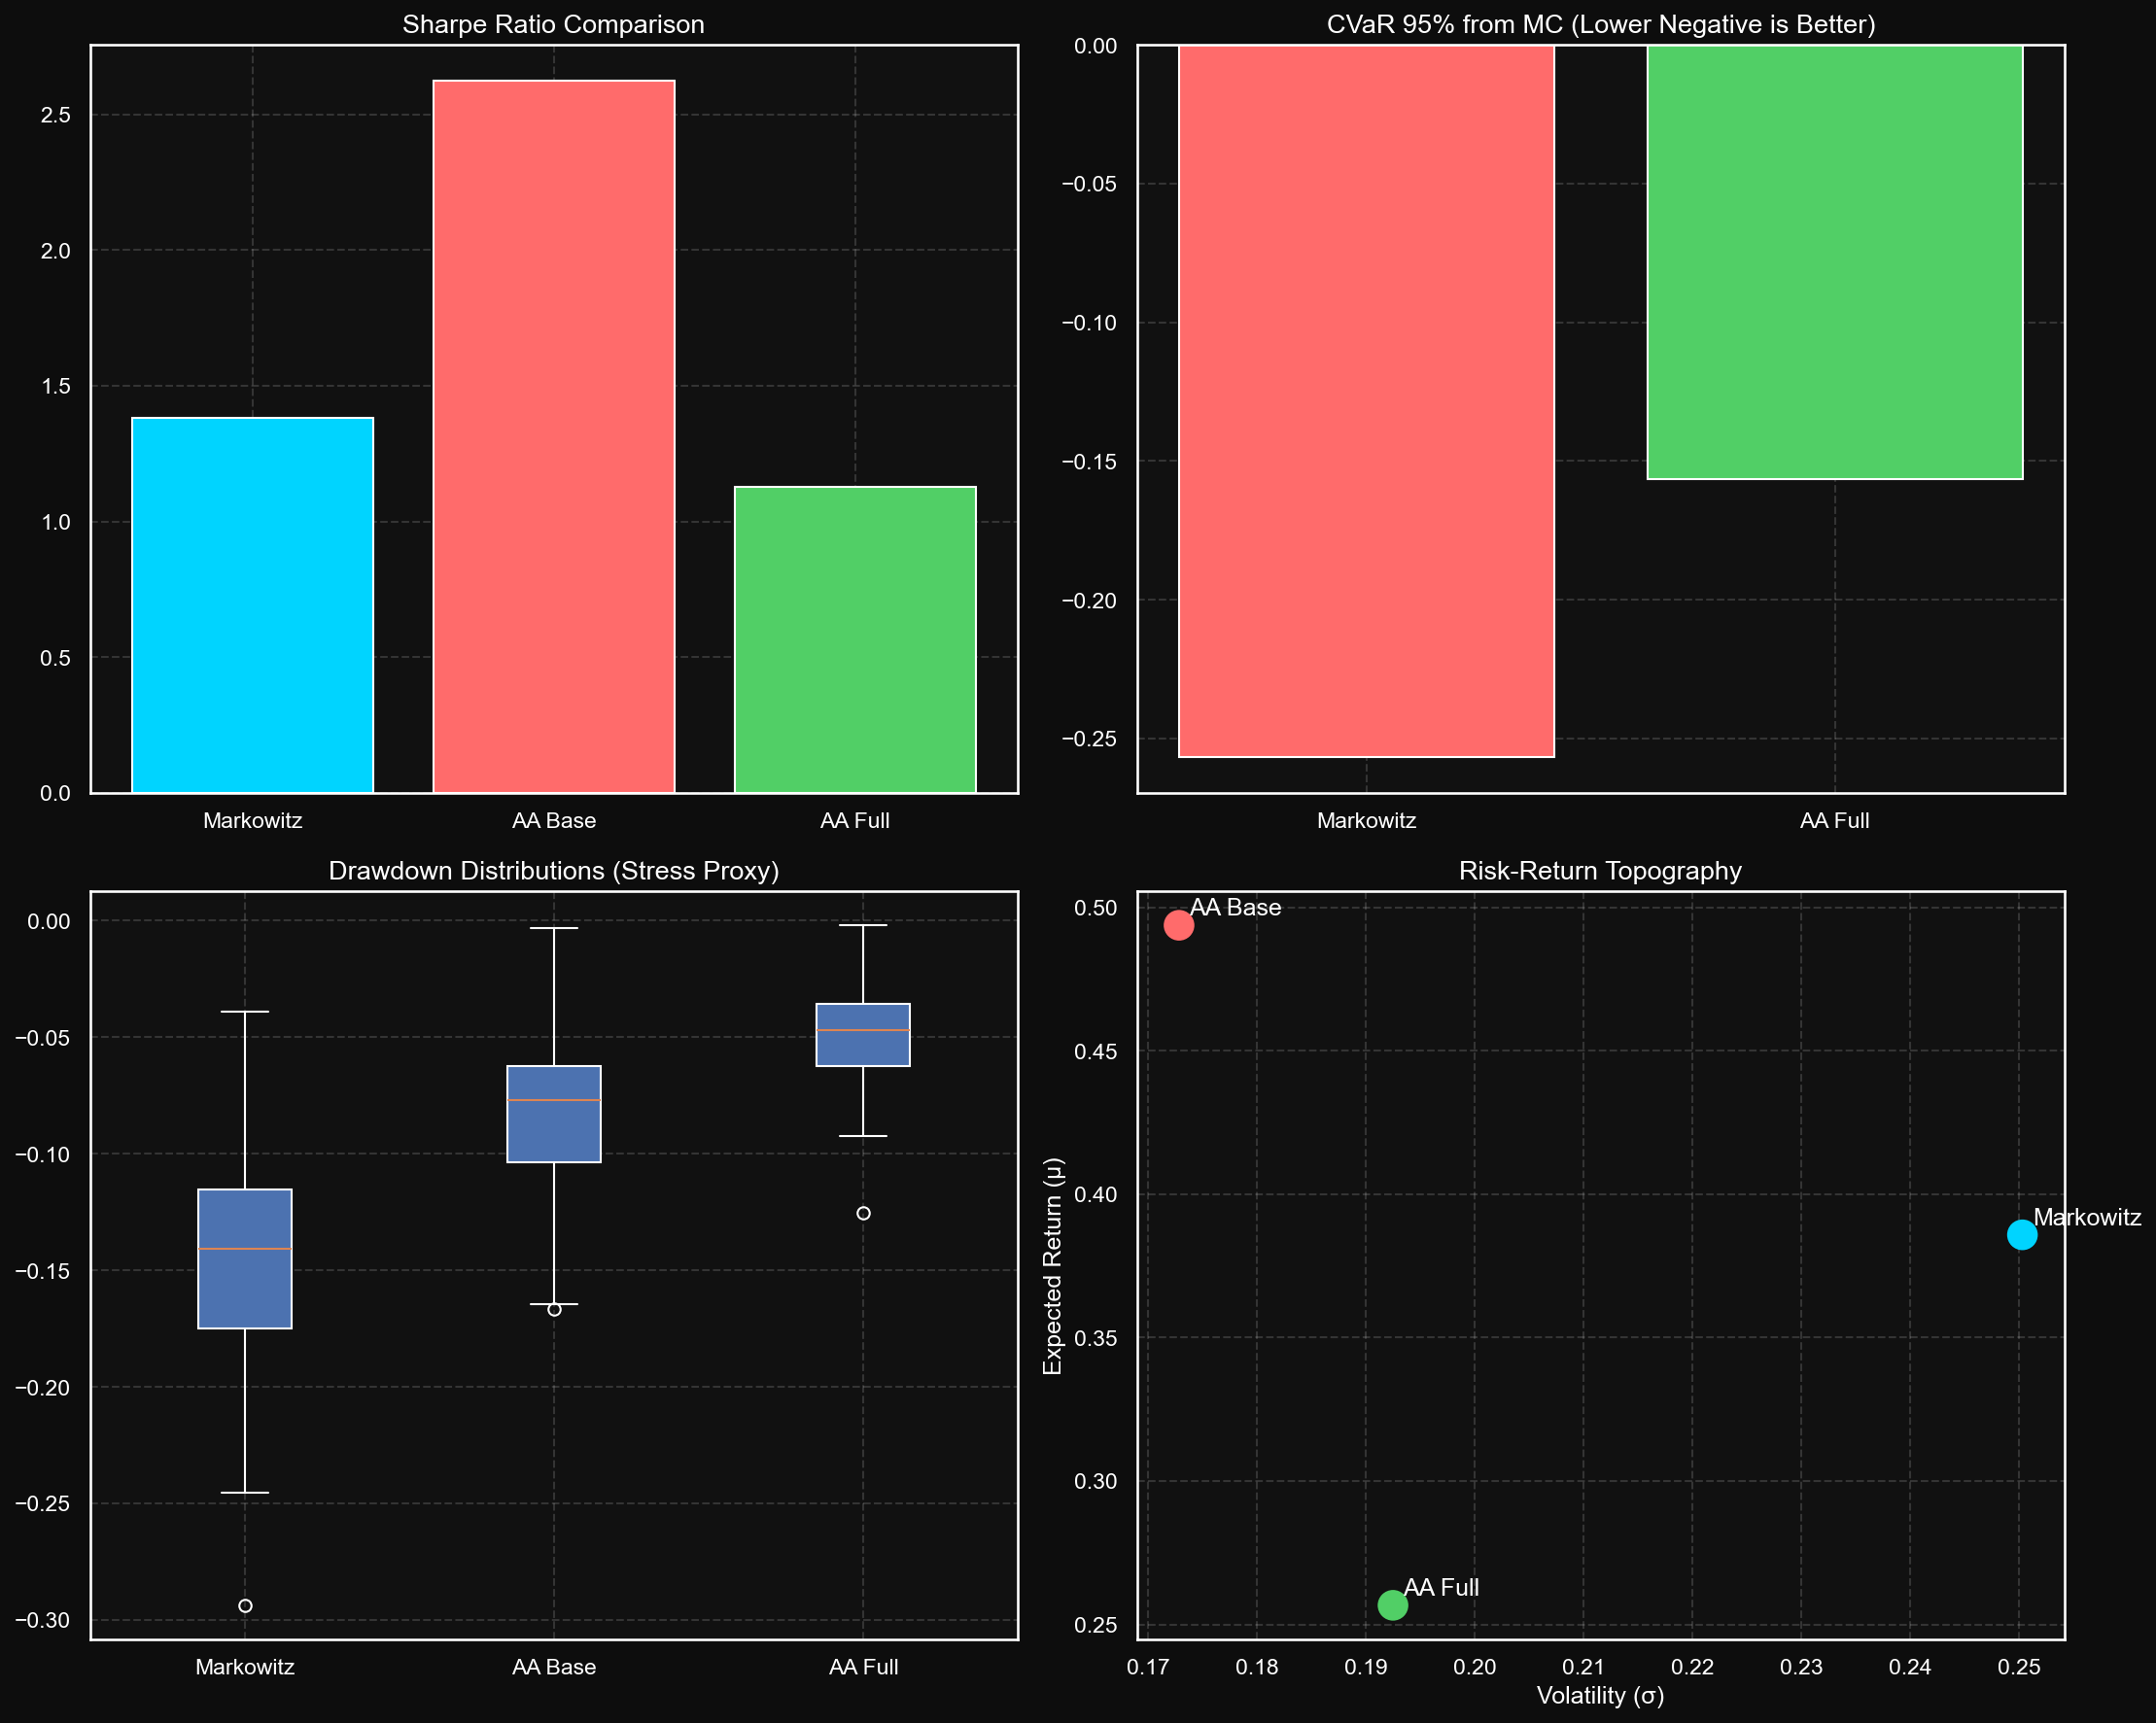 Sharpe Ratio Comparison
2.5
2.0
1.5
1.0
0.5
0.0
Markowitz
AA Base
AA Full
CVaR 95% from MC (Lower Negative is Better)
0.00
−0.05
−0.10
−0.15
−0.20
−0.25
Markowitz
AA Full
Drawdown Distributions (Stress Proxy)
0.00
−0.05
−0.10
−0.15
−0.20
−0.25
−0.30
Markowitz
AA Base
AA Full
Risk-Return Topography
Expected Return (μ)
0.50
0.45
0.40
0.35
0.30
0.25
AA Base
Markowitz
AA Full
0.17
0.18
0.19
0.20
0.21
0.22
0.23
0.24
0.25
Volatility (σ)